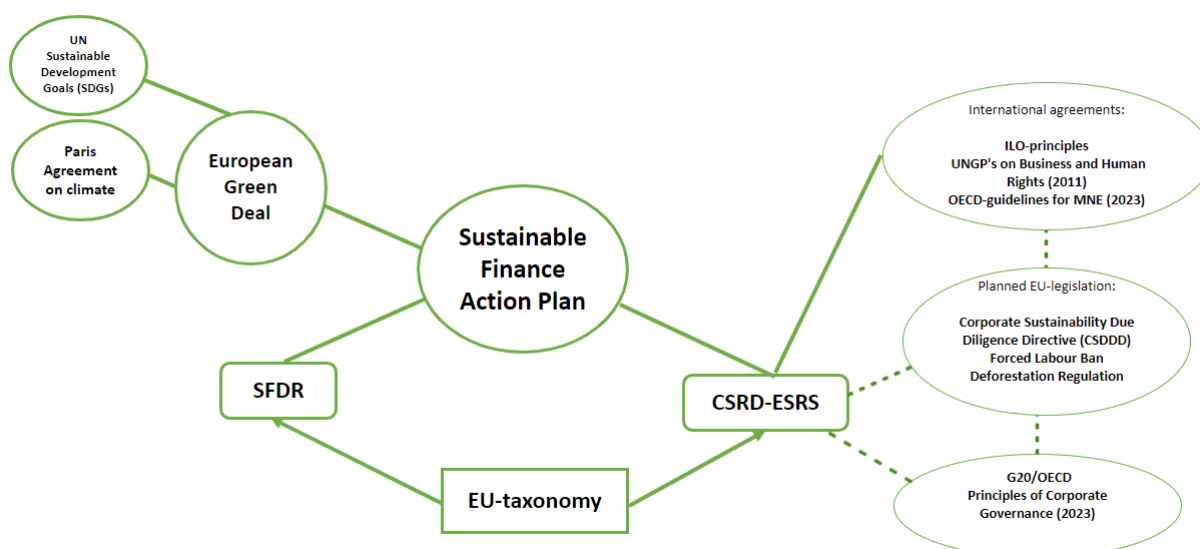 UN
Sustainable
Development
Goals (SDGs)
Paris
Agreement
on climate
European
Green
Deal
Sustainable
Finance
Action Plan
SFDR
EU-taxonomy
CSRD-ESRS
International agreements:
ILO-principles
UNGP's on Business and Human
Rights (2011)
OECD-guidelines for MNE (2023)
Planned EU-legislation:
Corporate Sustainability Due
Diligence Directive (CSDDD)
Forced Labour Ban
Deforestation Regulation
G20/OECD
Principles of Corporate
Governance (2023)